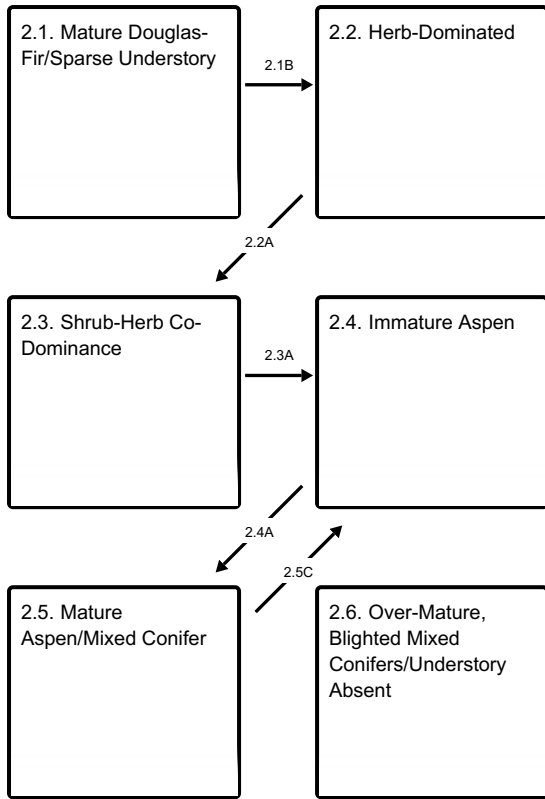 2.1. Mature Douglas-
Fir/Sparse Understory
2.1B
2.2. Herb-Dominated
2.2A
2.3. Shrub-Herb Co-
Dominance
2.3A
2.4. Immature Aspen
2.4A
2.5C
2.5. Mature
Aspen/Mixed Conifer
2.6. Over-Mature,
Blighted Mixed
Conifers/Understory
Absent